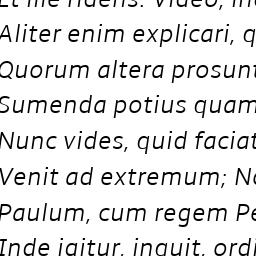 Et ille ridens: Video, in
Aliter enim explicari, q
Quorum altera prosunt
Sumenda potius quam
Nunc vides, quid faciat
Venit ad extremum; N
Paulum, cum regem Pe
Inde igitur, inquit, ordi